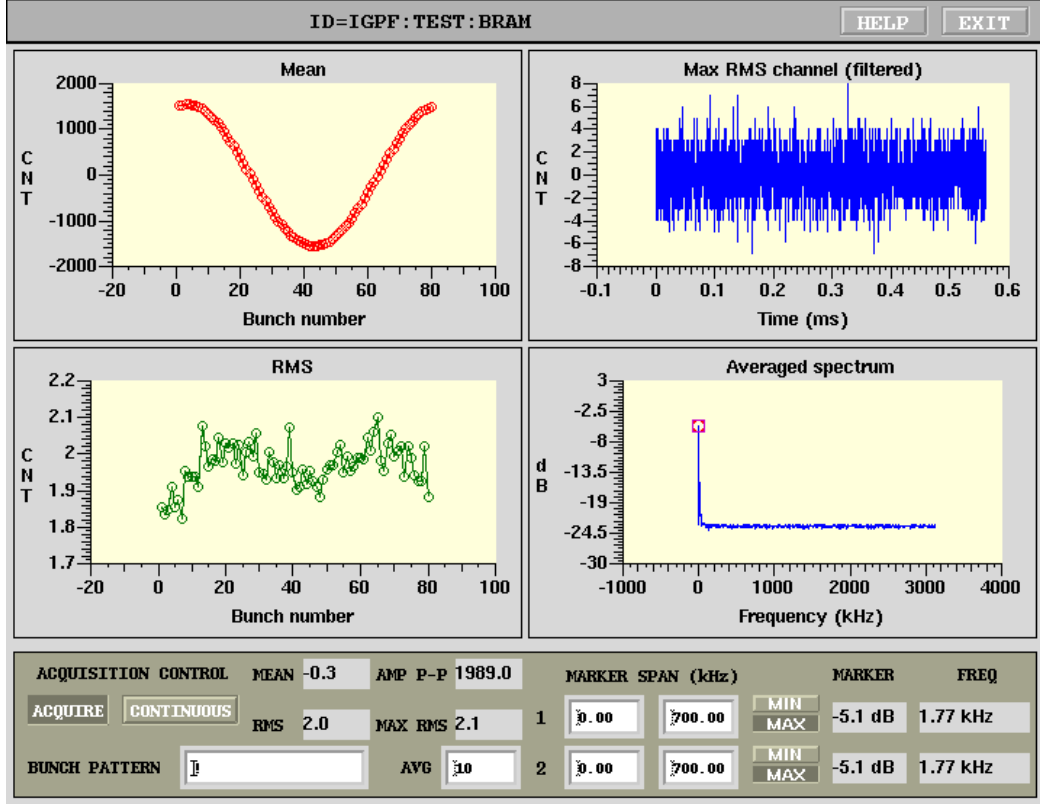 ID=IGPF:TEST:BRAM
HELP EXIT
Mean
2000
1000
0
-1000
-2000
CNT
-20 0 20 40 60 80 100
Bunch number
Max RMS channel (filtered)
8
6
4
2
0
-2
-4
-6
-8
CNT
-0.1 0 0.1 0.2 0.3 0.4 0.5 0.6
Time (ms)
RMS
2.2
2.1
2
1.9
1.8
1.7
CNT
-20 0 20 40 60 80 100
Bunch number
Averaged spectrum
3
-2.5
-8
-13.5
-19
-24.5
-30
dB
-1000 0 1000 2000 3000 4000
Frequency (kHz)
ACQUISITION CONTROL MEAN -0.3 AMP P-P 1989.0 MARKER SPAN (kHz) MARKER FREQ
ACQUIRE CONTINUOUS RMS 2.0 MAX RMS 2.1 1 0.00 700.00 MIN MAX -5.1 dB 1.77 kHz
BUNCH PATTERN AVG 10 2 0.00 700.00 MIN MAX -5.1 dB 1.77 kHz